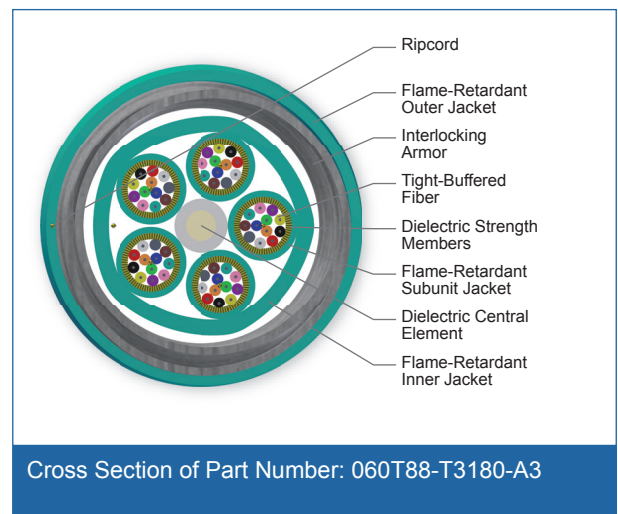 Ripcord
Flame-Retardant
Outer Jacket
Interlocking
Armor
Tight-Buffered
Fiber
Dielectric Strength
Members
Flame-Retardant
Subunit Jacket
Dielectric Central
Element
Flame-Retardant
Inner Jacket
Cross Section of Part Number: 060T88-T3180-A3